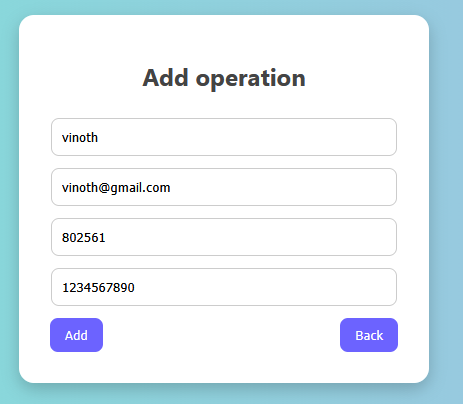 Add operation
vinoth
vinoth@gmail.com
802561
1234567890
Add Back